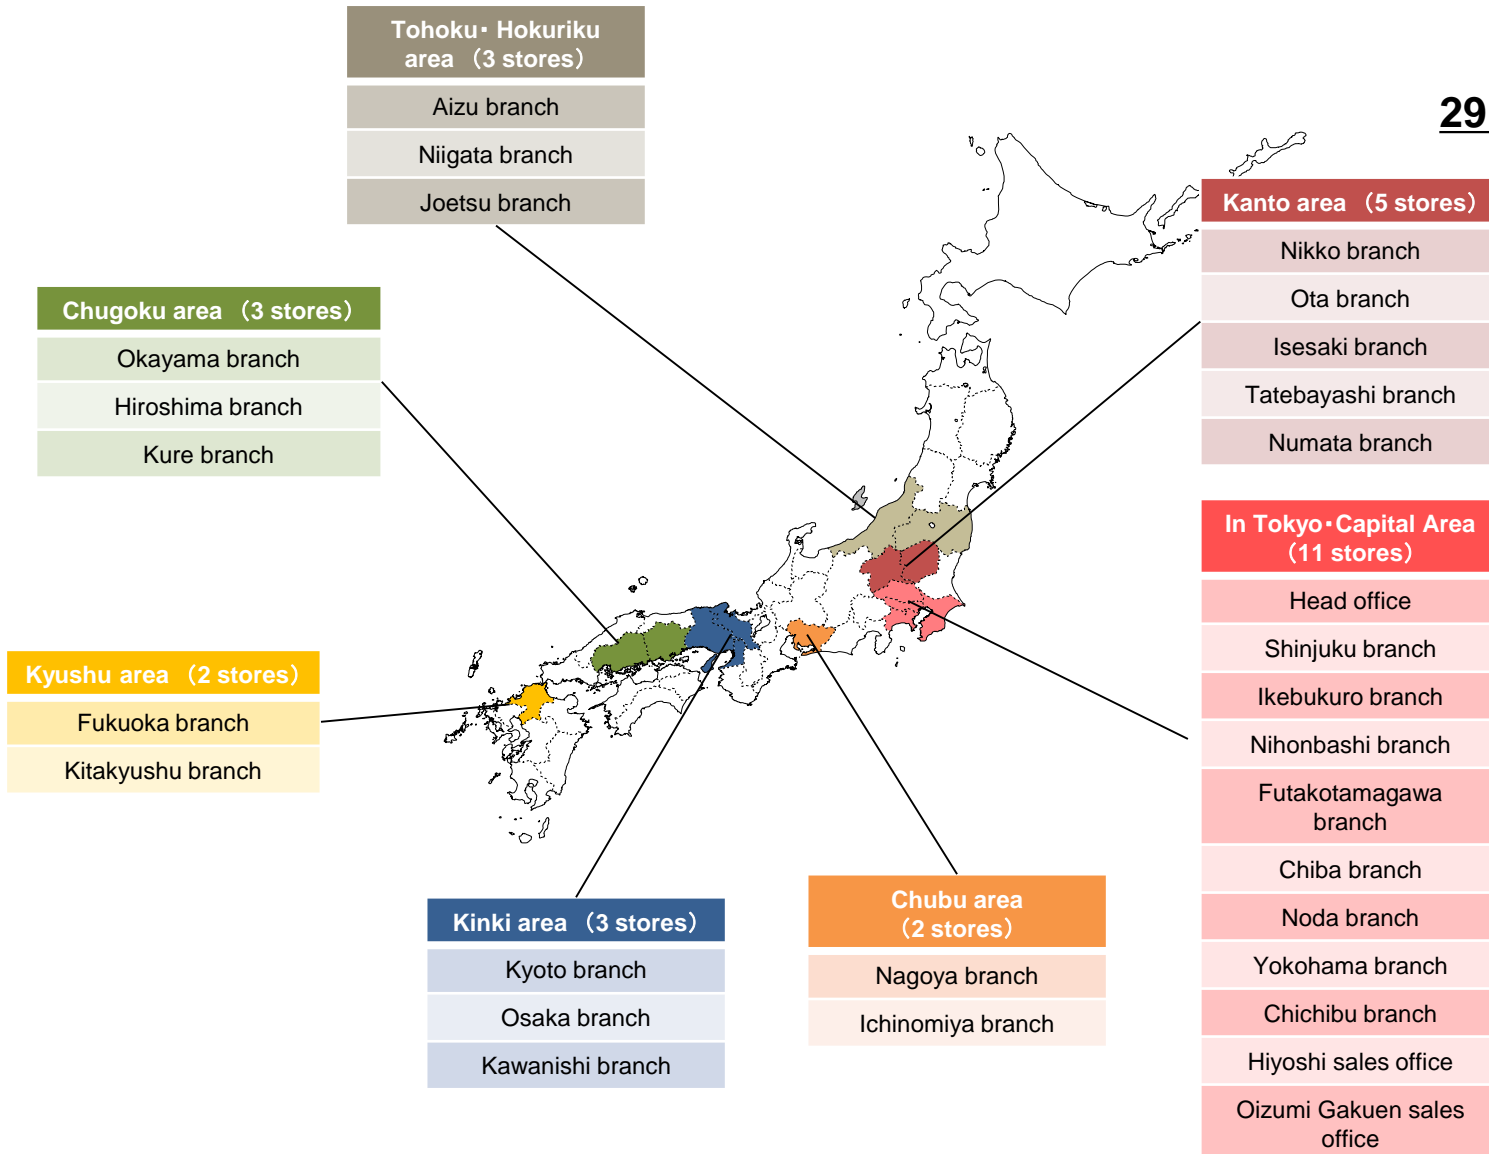 Tohoku・Hokuriku
area （3 stores）
Aizu branch
Niigata branch
Joetsu branch
29
Kanto area （5 stores）
Nikko branch
Ota branch
Isesaki branch
Tatebayashi branch
Numata branch
Chugoku area （3 stores）
Okayama branch
Hiroshima branch
Kure branch
In Tokyo・Capital Area
（11 stores）
Head office
Shinjuku branch
Ikebukuro branch
Nihonbashi branch
Futakotamagawa
branch
Chiba branch
Noda branch
Yokohama branch
Chichibu branch
Hiyoshi sales office
Oizumi Gakuen sales
office
Kyushu area （2 stores）
Fukuoka branch
Kitakyushu branch
Kinki area （3 stores）
Kyoto branch
Osaka branch
Kawanishi branch
Chubu area
（2 stores）
Nagoya branch
Ichinomiya branch